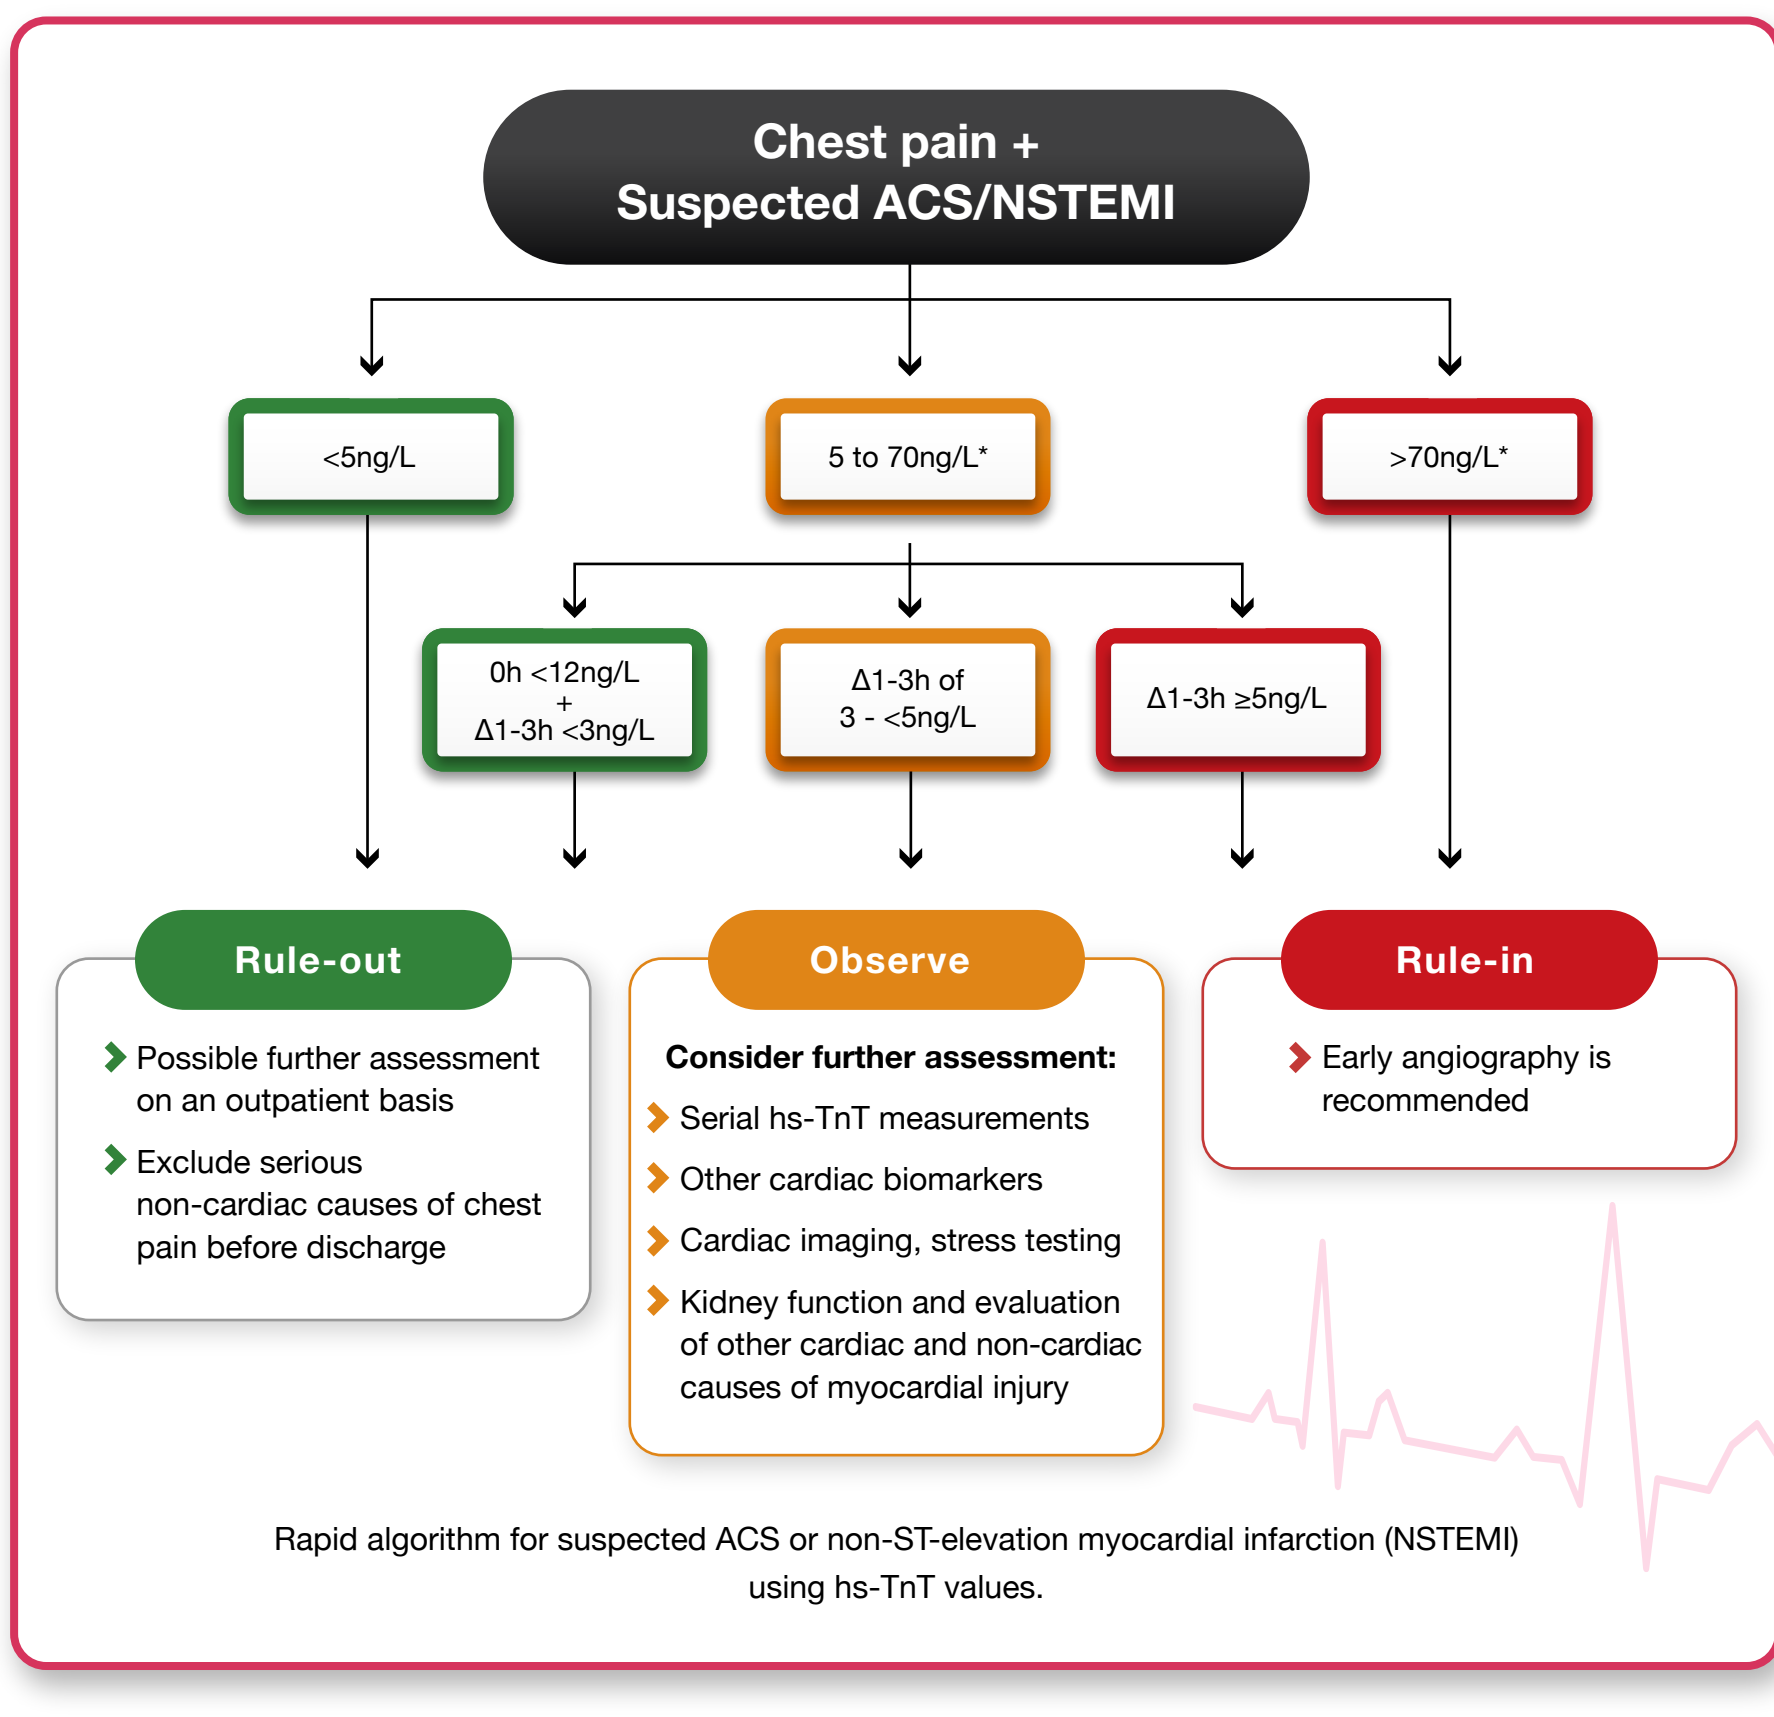 Chest pain +
Suspected ACS/NSTEMI
<5ng/L
5 to 70ng/L*
>70ng/L*
0h <12ng/L
+
Δ1-3h <3ng/L
Δ1-3h of
3 - <5ng/L
Δ1-3h ≥5ng/L
Rule-out
Possible further assessment
on an outpatient basis
Exclude serious
non-cardiac causes of chest
pain before discharge
Observe
Consider further assessment:
Serial hs-TnT measurements
Other cardiac biomarkers
Cardiac imaging, stress testing
Kidney function and evaluation
of other cardiac and non-cardiac
causes of myocardial injury
Rule-in
Early angiography is
recommended
Rapid algorithm for suspected ACS or non-ST-elevation myocardial infarction (NSTEMI)
using hs-TnT values.